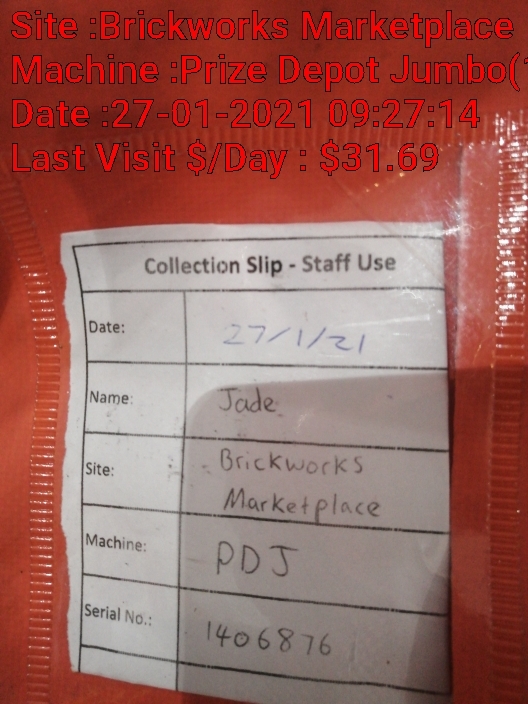 Site :Brickworks Marketplace
Machine :Prize Depot Jumbo(
Date :27-01-2021 09:27:14
Last Visit $/Day : $31.69
Collection Slip - Staff Use
Date: 27/1/21
Name: Jade
Site: Brickworks
Marketplace
Machine: PDJ
Serial No.: 1406876